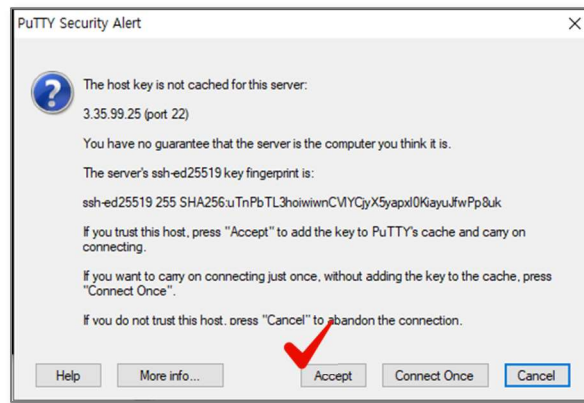 PuTTY Security Alert
The host key is not cached for this server:
3.35.99.25 (port 22)
You have no guarantee that the server is the computer you think it is.
The server's ssh-ed25519 key fingerprint is:
ssh-ed25519 255
If you trust this host, press "Accept" to add the key to PuTTY's cache and carry on
connecting.
If you want to carry on connecting just once, without adding the key to the cache, press
"Connect Once".
If you do not trust this host, press "Cancel" to abandon the connection.
Help
More info...
Accept
Connect Once
Cancel